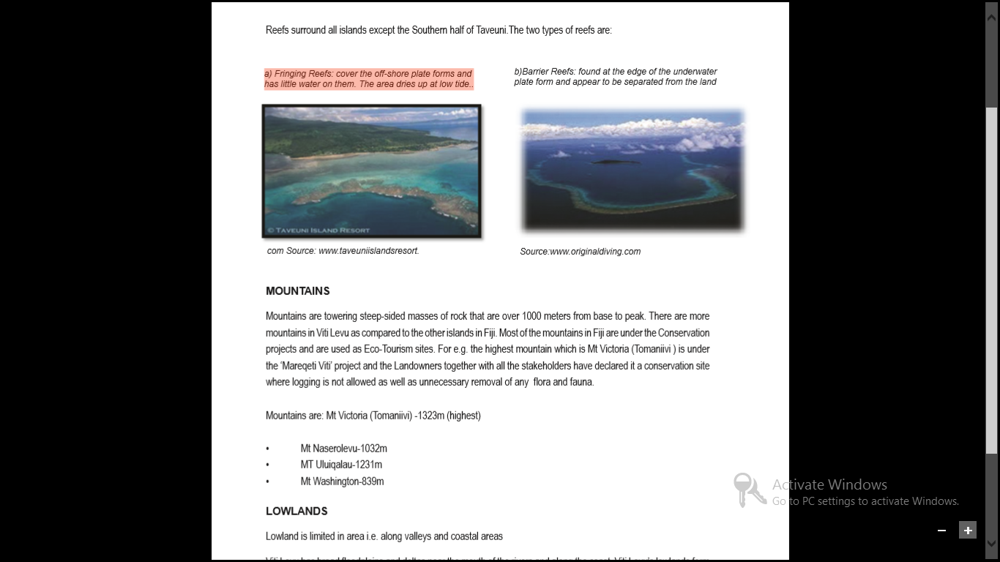 Reefs surround all islands except the Southern half of Taveuni.The two types of reefs are:
a) Fringing Reefs: cover the off-shore plate forms and
has little water on them. The area dries up at low tide..
b)Barrier Reefs: found at the edge of the underwater
plate form and appear to be separated from the land
© TAVEUNI ISLAND RESORT
com Source: www.taveuniislandsresort.
Source:www.originaldiving.com
MOUNTAINS
Mountains are towering steep-sided masses of rock that are over 1000 meters from base to peak. There are more
mountains in Viti Levu as compared to the other islands in Fiji. Most of the mountains in Fiji are under the Conservation
projects and are used as Eco-Tourism sites. For e.g. the highest mountain which is Mt Victoria (Tomaniivi ) is under
the ‘Mareqeti Viti’ project and the Landowners together with all the stakeholders have declared it a conservation site
where logging is not allowed as well as unnecessary removal of any flora and fauna.
Mountains are: Mt Victoria (Tomaniivi) -1323m (highest)
• Mt Naserolevu-1032m
• MT Uluiqalau-1231m
• Mt Washington-839m
LOWLANDS
Lowland is limited in area i.e. along valleys and coastal areas
Activate Windows
Go to PC settings to activate Windows.